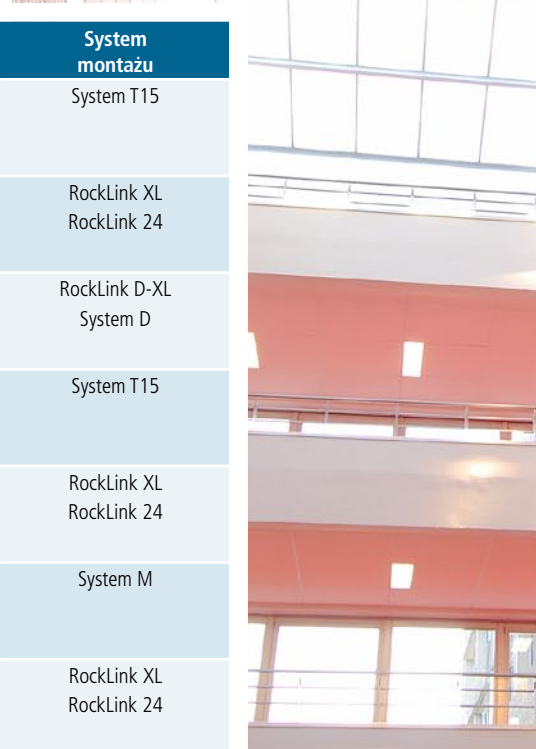 System
montażu
System T15
RockLink XL
RockLink 24
RockLink D-XL
System D
System T15
RockLink XL
RockLink 24
System M
RockLink XL
RockLink 24